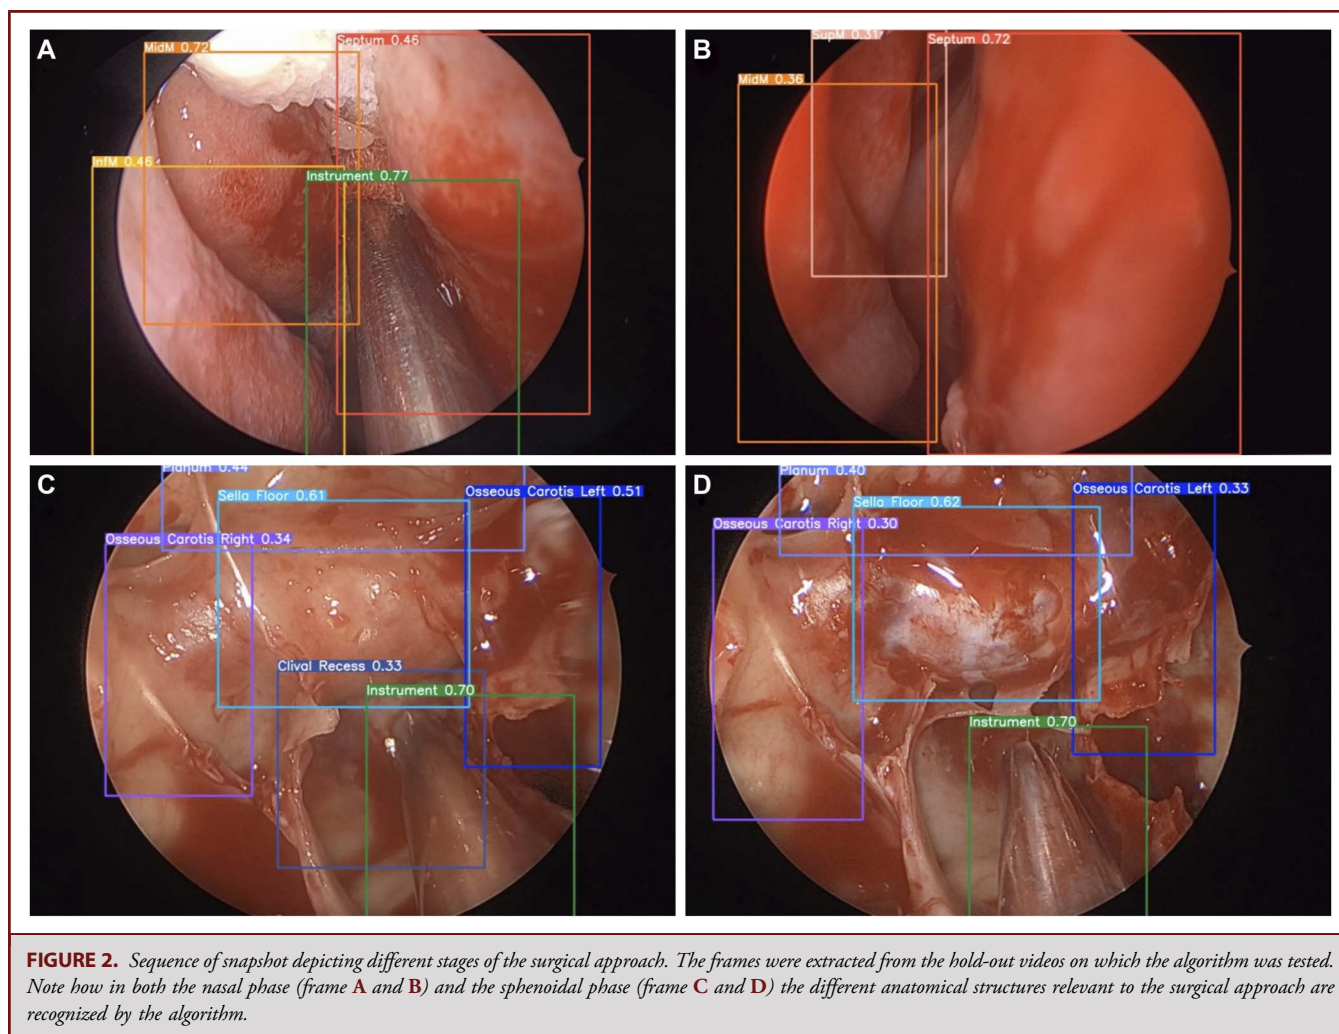 A
MidM 0.72
Septum 0.46
InfM 0.46
Instrument 0.77
B
SupM 0.31
Septum 0.72
MidM 0.36
C
Planum 0.44
Sella Floor 0.61
Osseous Carotis Left 0.51
Osseous Carotis Right 0.34
Clival Recess 0.33
Instrument 0.70
D
Planum 0.40
Osseous Carotis Left 0.33
Sella Floor 0.62
Osseous Carotis Right 0.30
Instrument 0.70
FIGURE 2. Sequence of snapshot depicting different stages of the surgical approach. The frames were extracted from the hold-out videos on which the algorithm was tested.
Note how in both the nasal phase (frame A and B) and the sphenoidal phase (frame C and D) the different anatomical structures relevant to the surgical approach are
recognized by the algorithm.